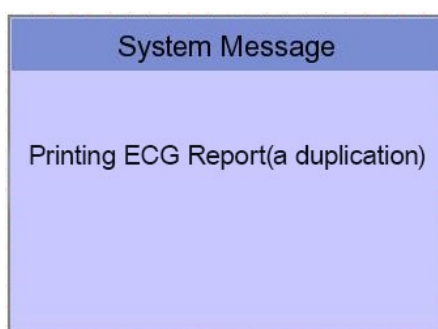 System Message
Printing ECG Report(a duplication)